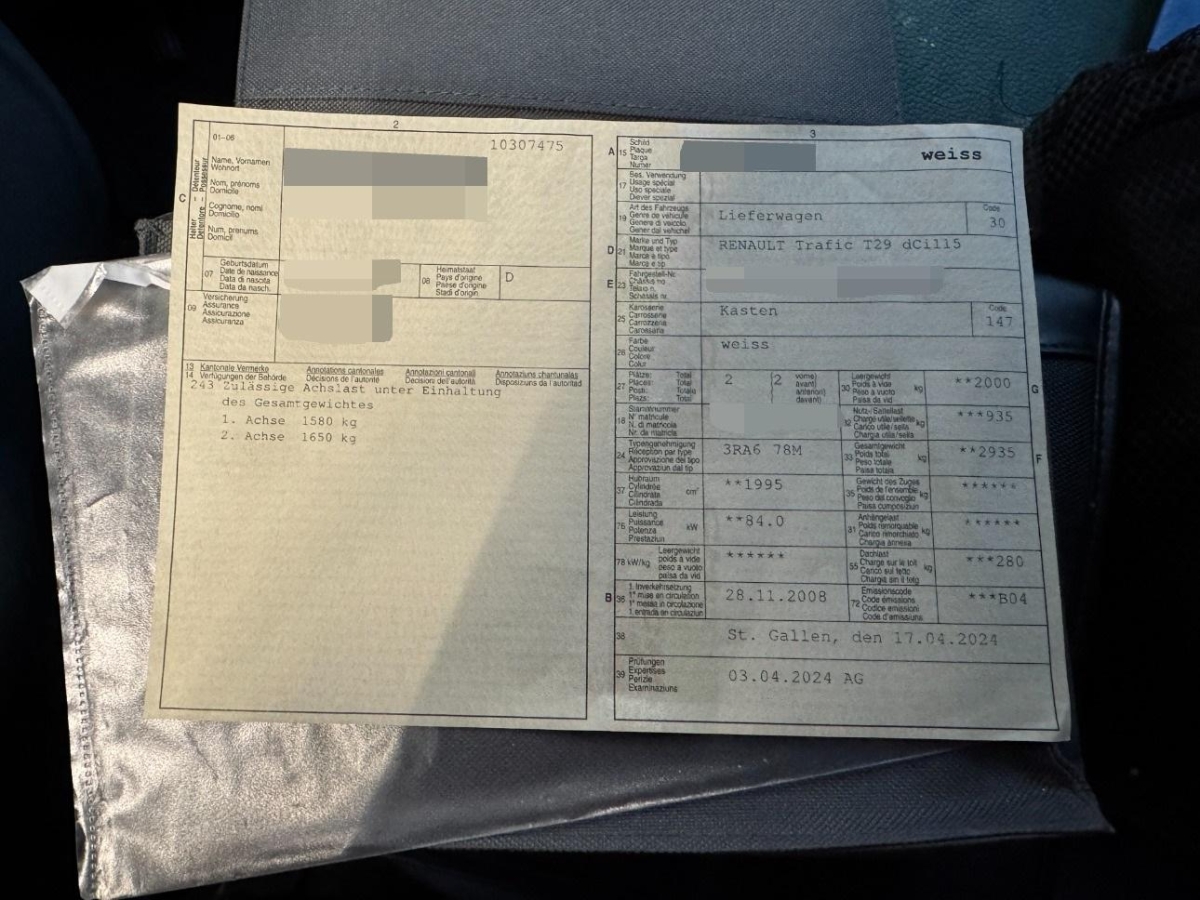 2
01-06
10307475
C
Halter – Détenteur
Detentore – Possessur
Name, Vornamen
Wohnort
Nom, prénoms
Domicile
Cognome, nomi
Domicilio
Num, prenums
Domicil
07
Geburtsdatum
Date de naissance
Data di nascita
Data da nasch.
08
Heimatstaat
Pays d'origine
Paese d'origine
Stadi d'origin
D
09
Versicherung
Assurance
Assicurazione
Assicuranza
13 Kantonale Vermerke
14 Verfügungen der Behörde
Annotations cantonales
Décisions de l'autorité
Annotazioni cantonali
Decisioni dell'autorità
Annotaziuns chantunales
Disposiziuns da l'autoritad
243 Zulässige Achslast unter Einhaltung
des Gesamtgewichtes
1. Achse 1580 kg
2. Achse 1650 kg
3
A 15
Schild
Plaque
Targa
Numer
weiss
17
Bes. Verwendung
Usage spécial
Uso speciale
Diever spezial
19
Art des Fahrzeugs
Genre de véhicule
Genere di veicolo
Gener dal vehichel
Lieferwagen
Code
30
D 21
Marke und Typ
Marque et type
Marca e tipo
Marca e tip
RENAULT Trafic T29 dCi115
E 23
Fahrgestell-Nr.
Châssis no
Telaio n.
Schassis nr.
25
Karosserie
Carrosserie
Carrozzeria
Carossaria
Kasten
Code
147
26
Farbe
Couleur
Colore
Colur
weiss
27
Plätze: Total
Places: Total
Posti: Totale
Plazs: Total
2
(2
vorne)
avant)
anteriori)
davant)
30
Leergewicht
Poids à vide
Peso a vuoto
Paisa da vid
kg
**2000
G
18
Stammnummer
N° matricule
N. di matricola
Nr. da matricla
32
Nutz-/Sattellast
Charge utile/sellette
Carico utile/sella
Chargia utila/sella
kg
***935
24
Typengenehmigung
Réception par type
Approvazione del tipo
Approvaziun dal tip
3RA6 78M
33
Gesamtgewicht
Poids total
Peso totale
Paisa totala
kg
**2935
F
37
Hubraum
Cylindrée
Cilindrata
Cilindrada
cm³
**1995
35
Gewicht des Zuges
Poids de l'ensemble
Peso del convoglio
Paisa cumposiziun
kg
******
76
Leistung
Puissance
Potenza
Prestaziun
kW
**84.0
31
Anhängelast
Poids remorquable
Carico rimorchiato
Chargia annexa
kg
******
78 kW/kg
Leergewicht
poids à vide
peso a vuoto
paisa da vid
******
55
Dachlast
Charge sur le toit
Carico sul tetto
Chargia sin il tetg
kg
***280
B 36
1. Inverkehrsetzung
1re mise en circulation
1a messa in circolazione
1. entrada en circulaziun
28.11.2008
72
Emissionscode
Code émissions
Codice emissioni
Code d'emissiuns
***B04
38
St. Gallen, den 17.04.2024
39
Prüfungen
Expertises
Perizie
Examinaziuns
03.04.2024 AG